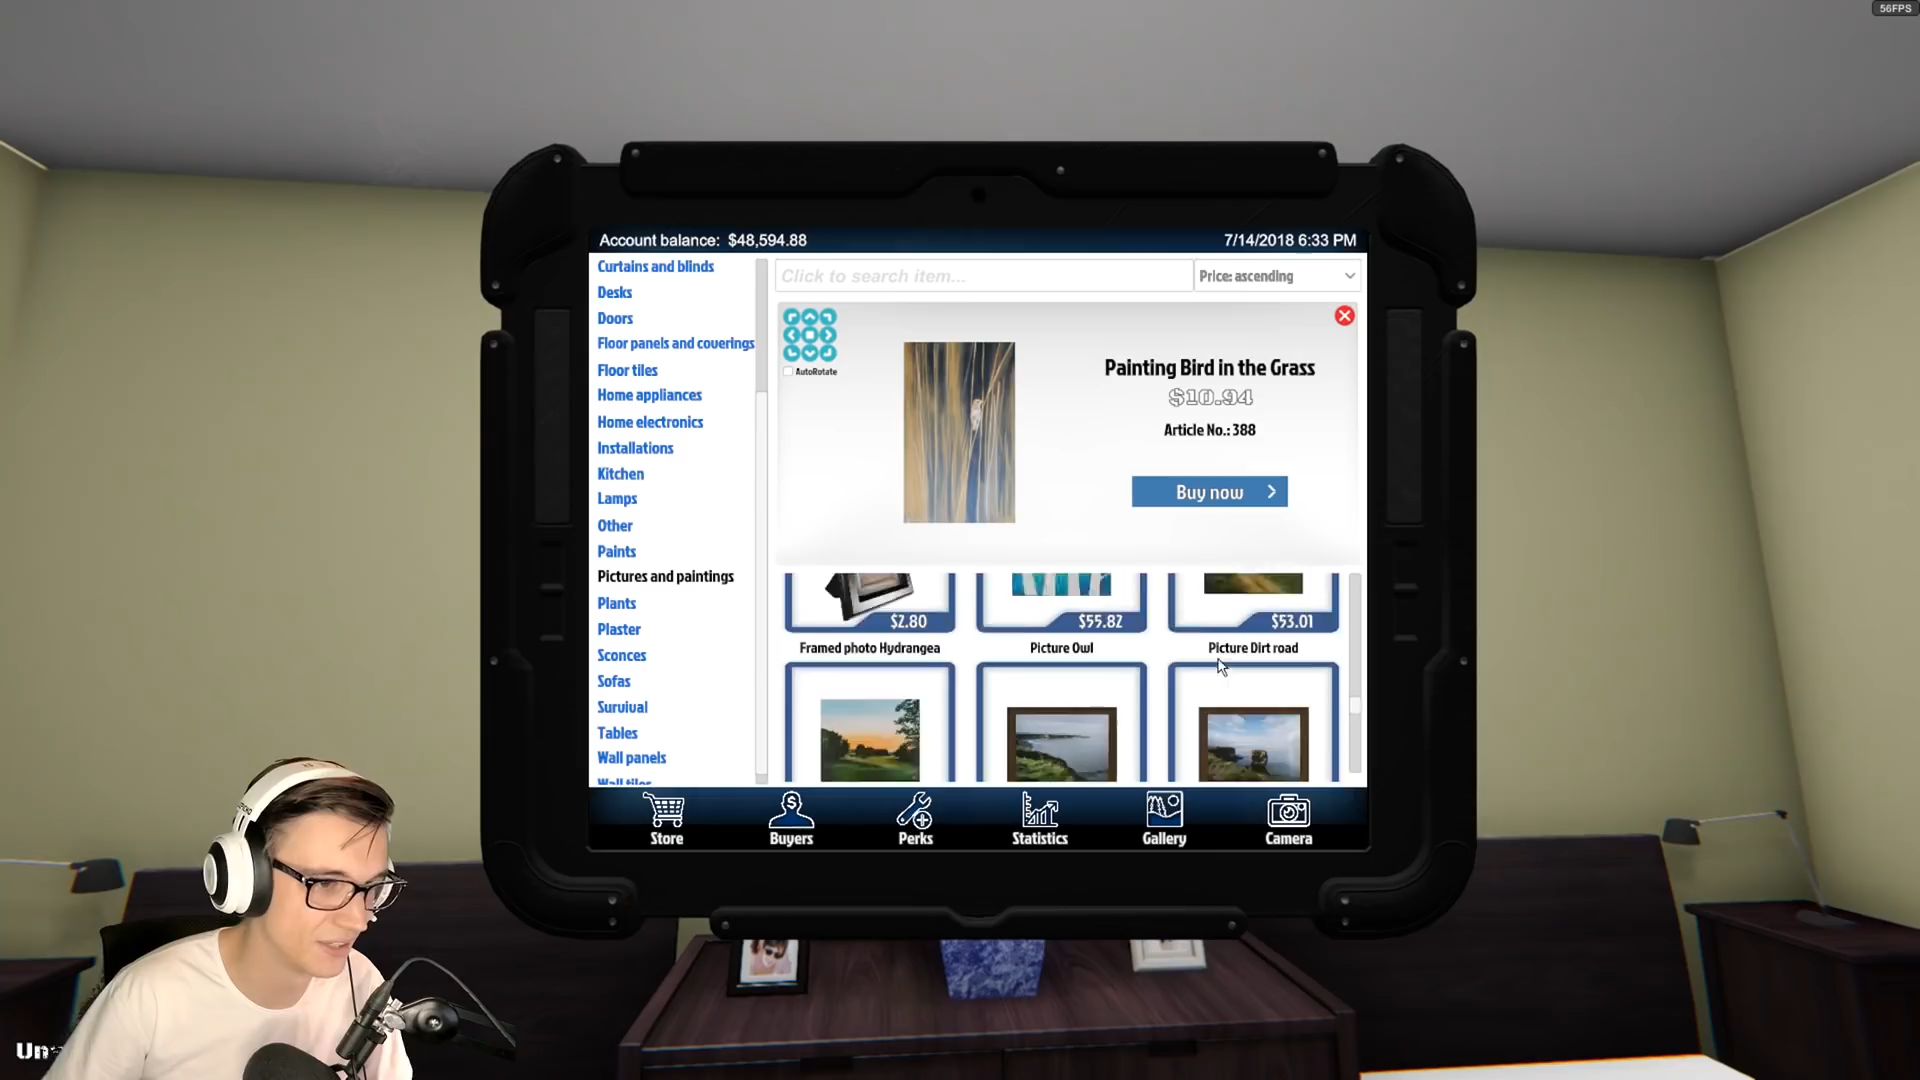 56FPS
Account balance: $48,594.88
7/14/2018 6:33 PM
Curtains and blinds
Desks
Doors
Floor panels and coverings
Floor tiles
Home appliances
Home electronics
Installations
Kitchen
Lamps
Other
Paints
Pictures and paintings
Plants
Plaster
Sconces
Sofas
Survival
Tables
Wall panels
Wall tiles
Click to search item...
Price: ascending
AutoRotate
Painting Bird in the Grass
$10.94
Article No.: 388
Buy now
$2.80
$55.82
$53.01
Framed photo Hydrangea
Picture Owl
Picture Dirt road
Store
Buyers
Perks
Statistics
Gallery
Camera